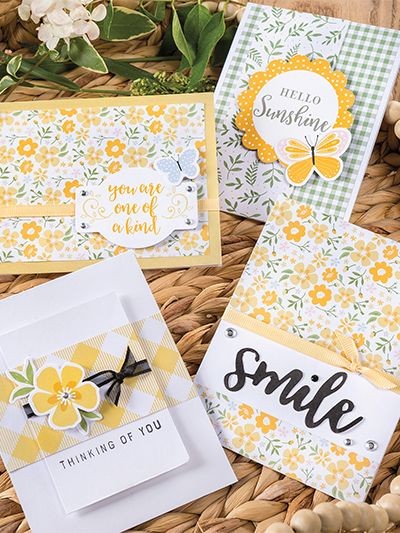 HELLO
Sunshine
you are
one of
a kind
smile
THINKING OF YOU